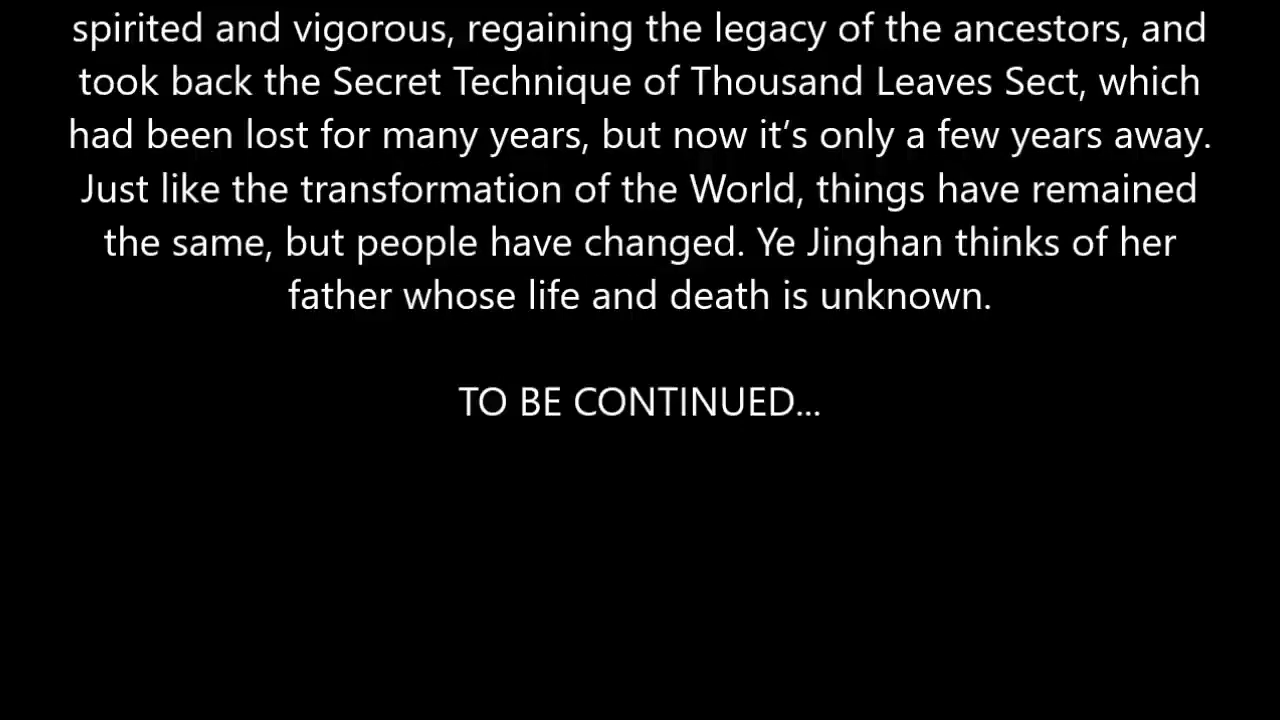 spirited and vigorous, regaining the legacy of the ancestors, and
took back the Secret Technique of Thousand Leaves Sect, which
had been lost for many years, but now it’s only a few years away.
Just like the transformation of the World, things have remained
the same, but people have changed. Ye Jinghan thinks of her
father whose life and death is unknown.
TO BE CONTINUED...